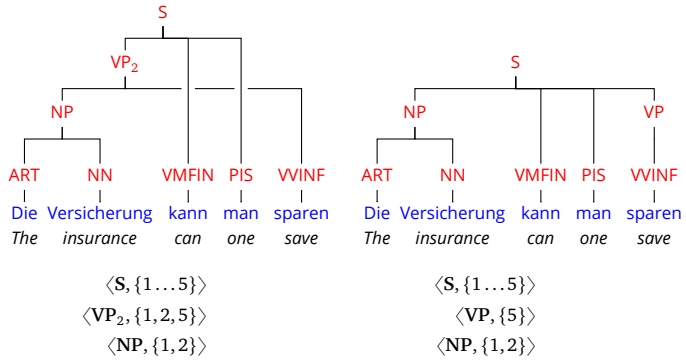 S
VP₂
NP
ART NN VMFIN PIS VVINF
Die Versicherung kann man sparen
The insurance can one save
⟨S, {1...5}⟩
⟨VP₂, {1, 2, 5}⟩
⟨NP, {1, 2}⟩
S
NP VP
ART NN VMFIN PIS VVINF
Die Versicherung kann man sparen
The insurance can one save
⟨S, {1...5}⟩
⟨VP, {5}⟩
⟨NP, {1, 2}⟩